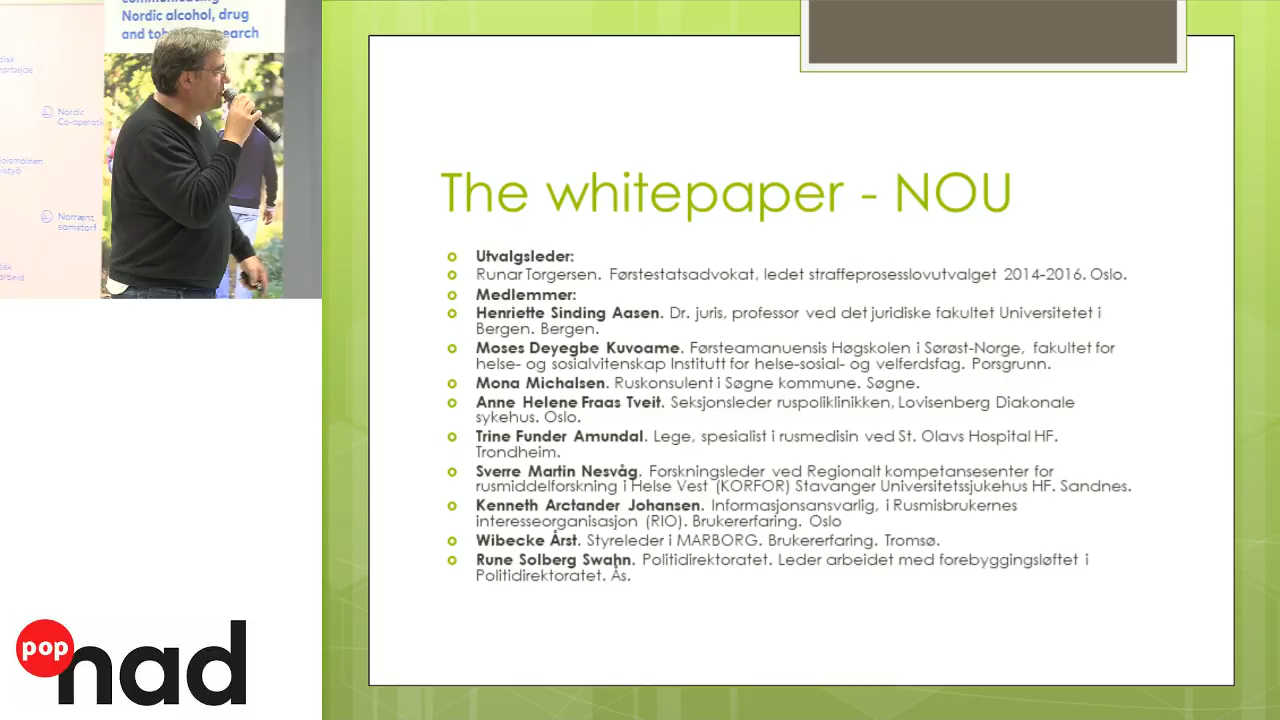 communicating
Nordic alcohol, drug
and tob earch
Nordic
Co-operati
Norrænt
samstarf
pop
nad
The whitepaper - NOU
Utvalgsleder:
Runar Torgersen. Førstestatsadvokat, ledet straffeprosesslovutvalget 2014-2016. Oslo.
Medlemmer:
Henriette Sinding Aasen. Dr. juris, professor ved det juridiske fakultet Universitetet i
Bergen. Bergen.
Moses Deyegbe Kuvoame. Førsteamanuensis Høgskolen i Sørøst-Norge, fakultet for
helse- og sosialvitenskap Institutt for helse-sosial- og velferdsfag. Porsgrunn.
Mona Michalsen. Ruskonsulent i Søgne kommune. Søgne.
Anne Helene Fraas Tveit. Seksjonsleder ruspoliklinikken, Lovisenberg Diakonale
sykehus. Oslo.
Trine Funder Amundal. Lege, spesialist i rusmedisin ved St. Olavs Hospital HF.
Trondheim.
Sverre Martin Nesvåg. Forskningsleder ved Regionalt kompetansesenter for
rusmiddelforskning i Helse Vest (KORFOR) Stavanger Universitetssjukehus HF. Sandnes.
Kenneth Arctander Johansen. Informasjonsansvarlig, i Rusmisbrukernes
interesseorganisasjon (RIO). Brukererfaring. Oslo
Wibecke Årst. Styreleder i MARBORG. Brukererfaring. Tromsø.
Rune Solberg Swahn. Politidirektoratet. Leder arbeidet med forebyggingsløftet i
Politidirektoratet. Ås.